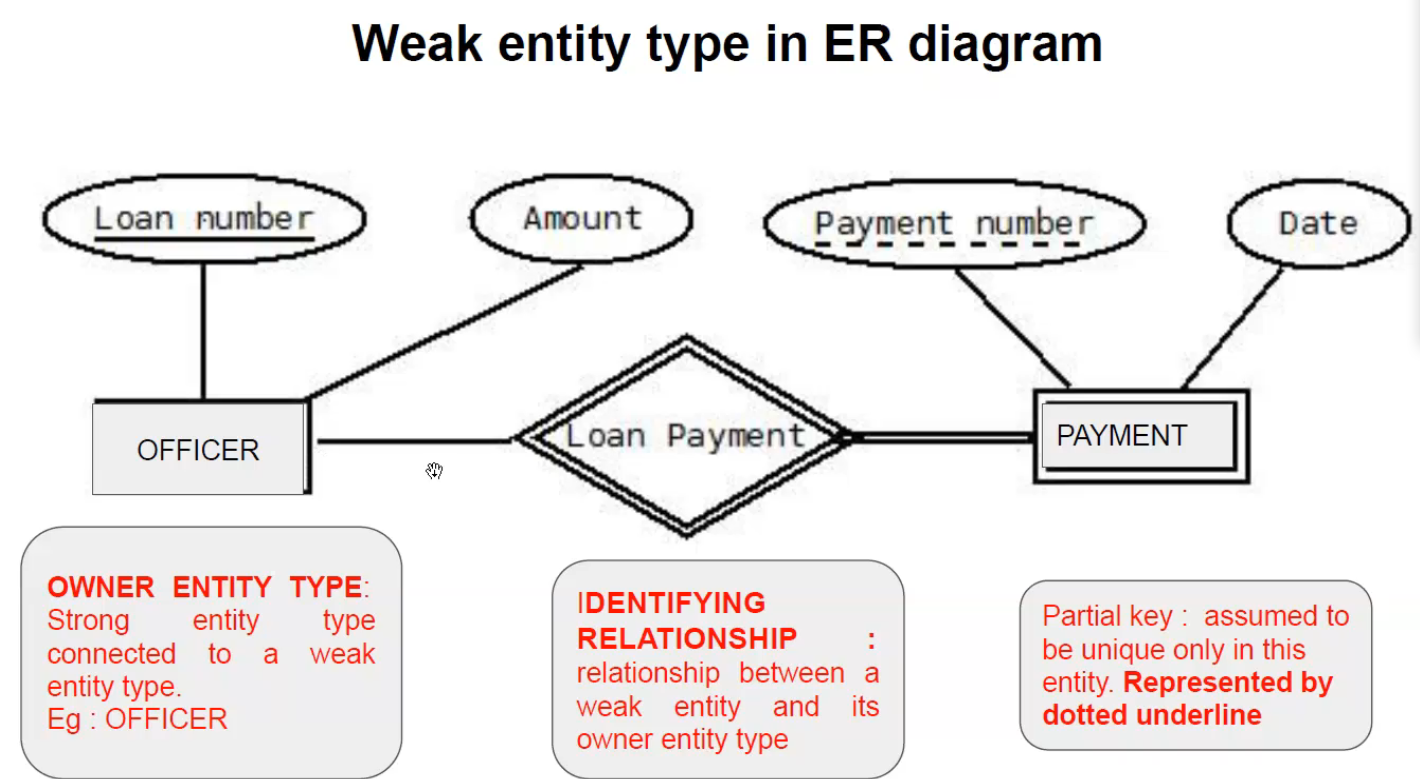 Weak entity type in ER diagram
Loan number
Amount
Payment number
Date
OFFICER
Loan Payment
PAYMENT
OWNER ENTITY TYPE:
Strong entity type
connected to a weak
entity type.
Eg : OFFICER
IDENTIFYING
RELATIONSHIP :
relationship between a
weak entity and its
owner entity type
Partial key : assumed to
be unique only in this
entity. Represented by
dotted underline